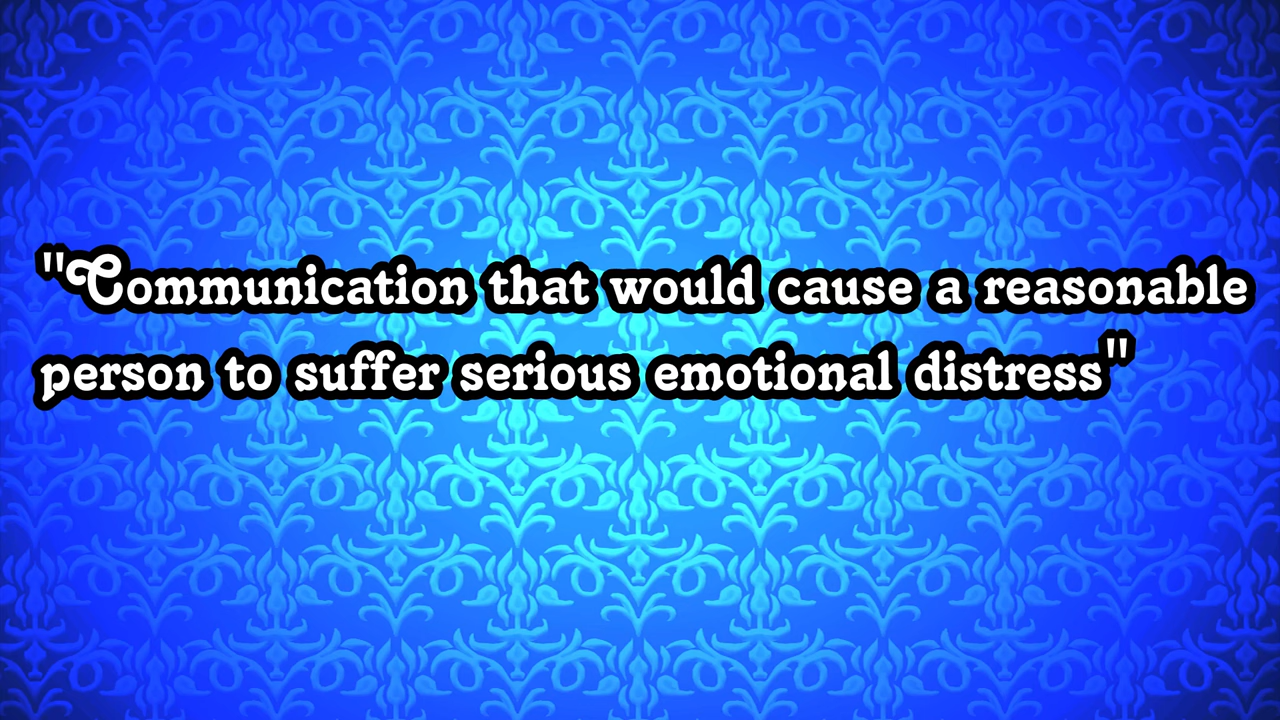 "Communication that would cause a reasonable
person to suffer serious emotional distress"